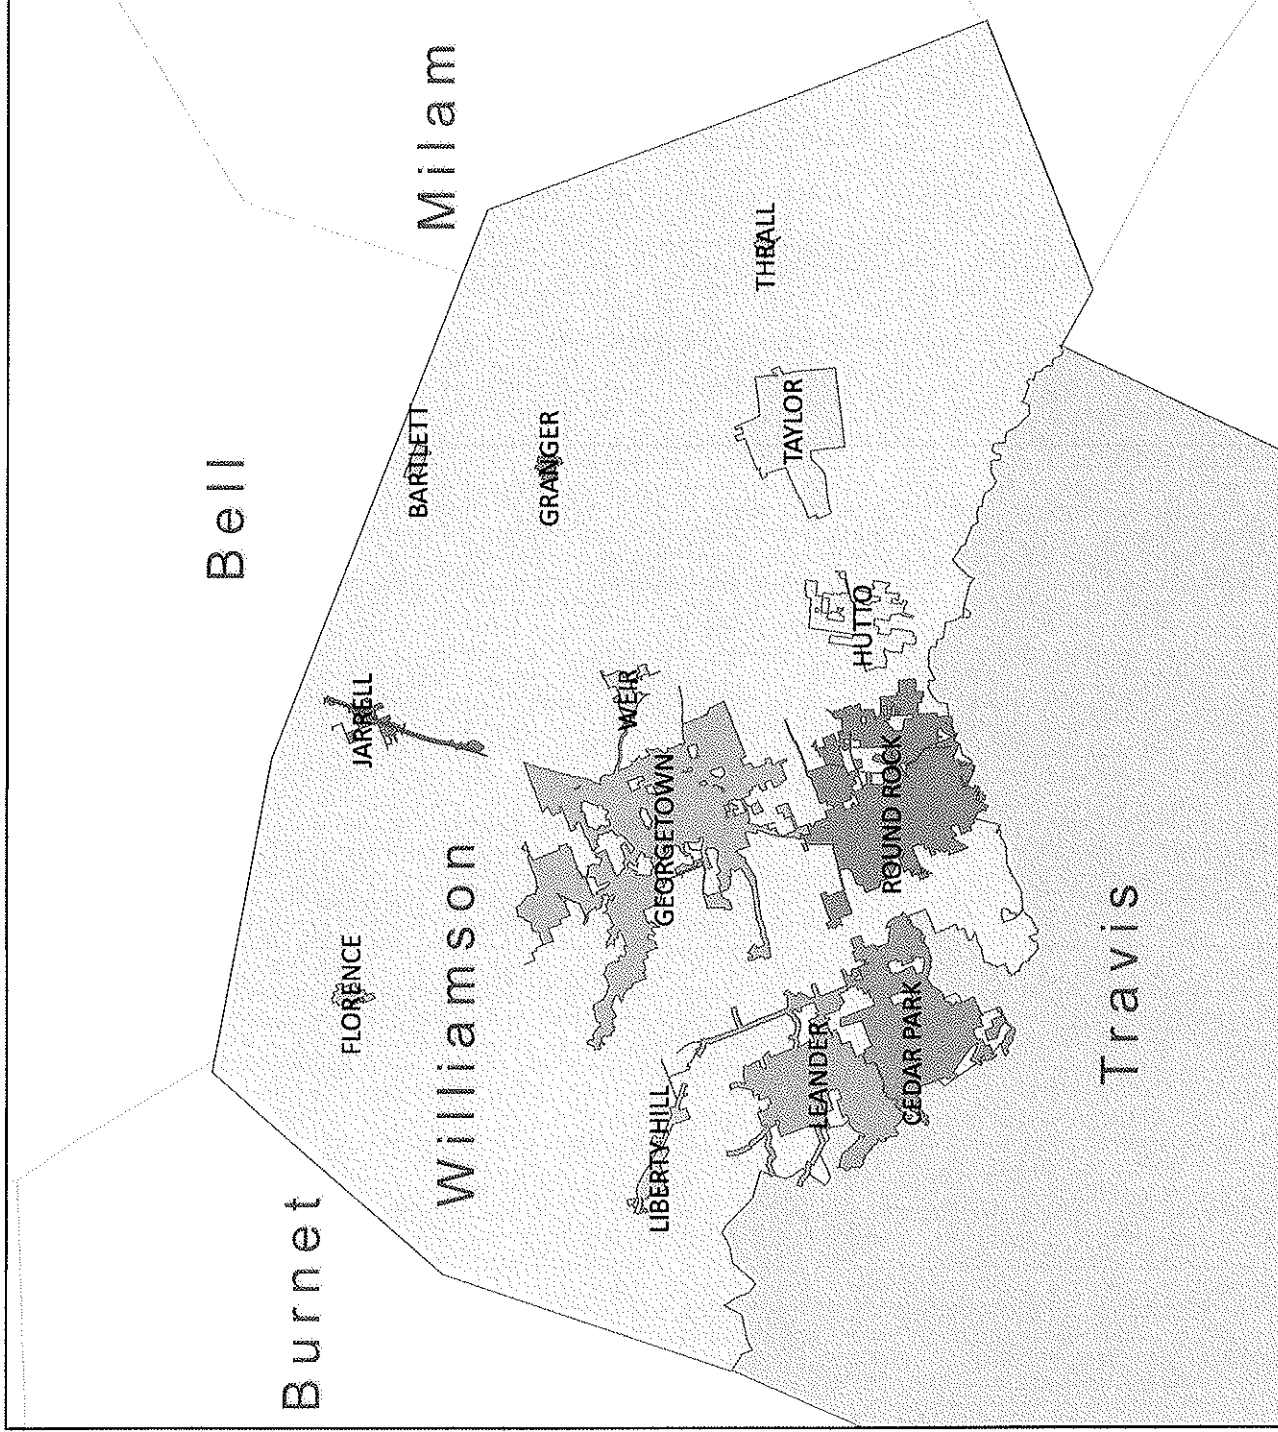 Burnet
Bell
Milam
Williamson
Travis
FLORENCE
JARRELL
BARTLETT
GRANGER
WEIR
GEORGETOWN
LIBERTY HILL
LEANDER
CEDAR PARK
ROUND ROCK
HUTTO
TAYLOR
THRALL